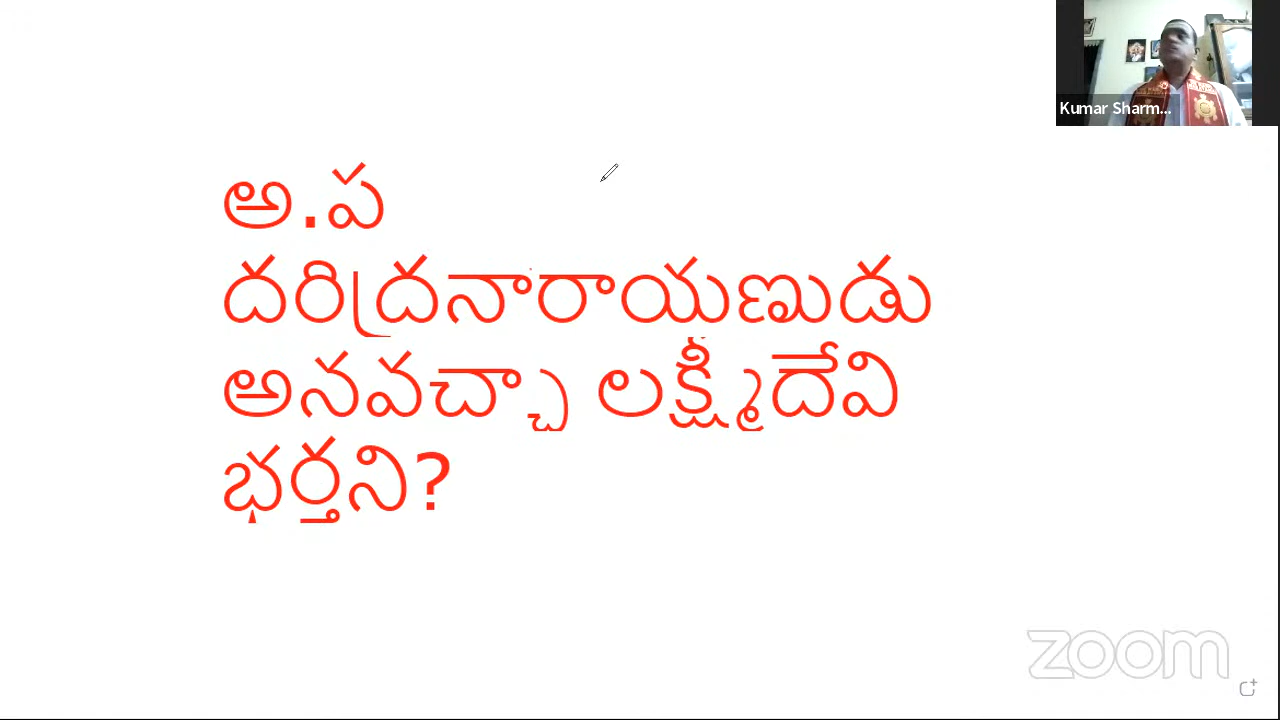 Kumar Sharm...
అ.ప
దరిద్రనారాయణుడు
అనవచ్చా లక్ష్మీదేవి
భర్తని?
zoom